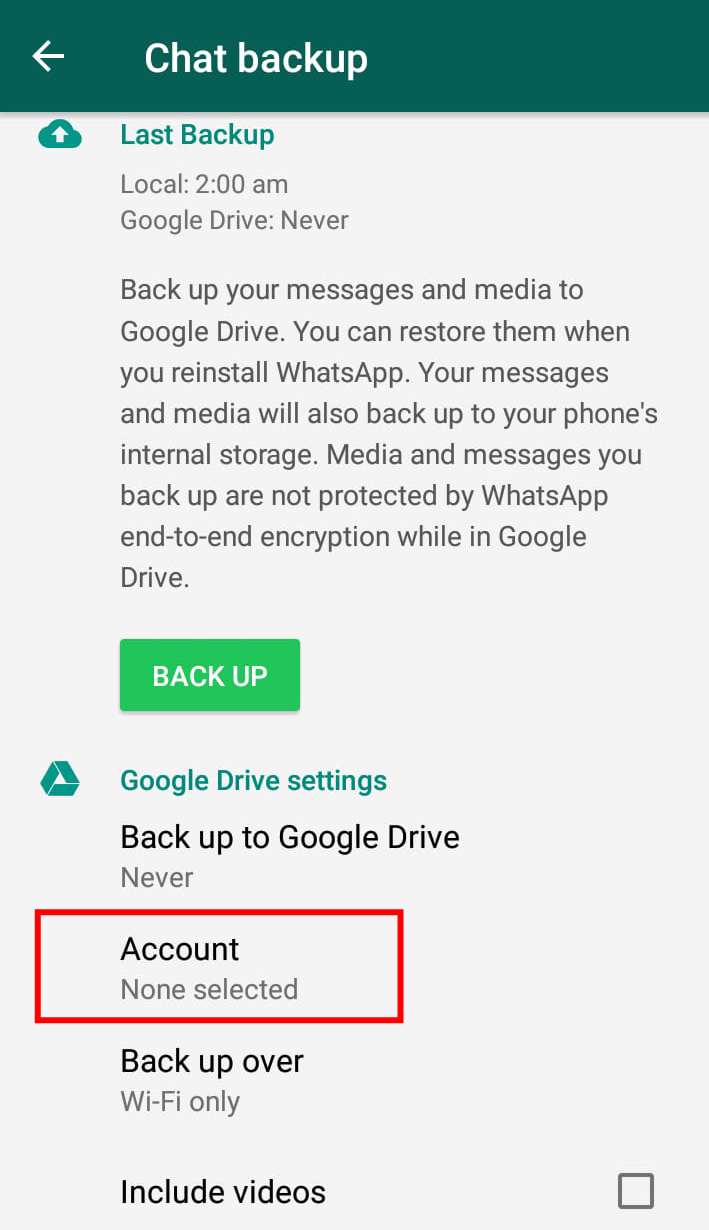 Chat backup
Last Backup
Local: 2:00 am
Google Drive: Never
Back up your messages and media to
Google Drive. You can restore them when
you reinstall WhatsApp. Your messages
and media will also back up to your phone's
internal storage. Media and messages you
back up are not protected by WhatsApp
end-to-end encryption while in Google
Drive.
BACK UP
Google Drive settings
Back up to Google Drive
Never
Account
None selected
Back up over
Wi-Fi only
Include videos